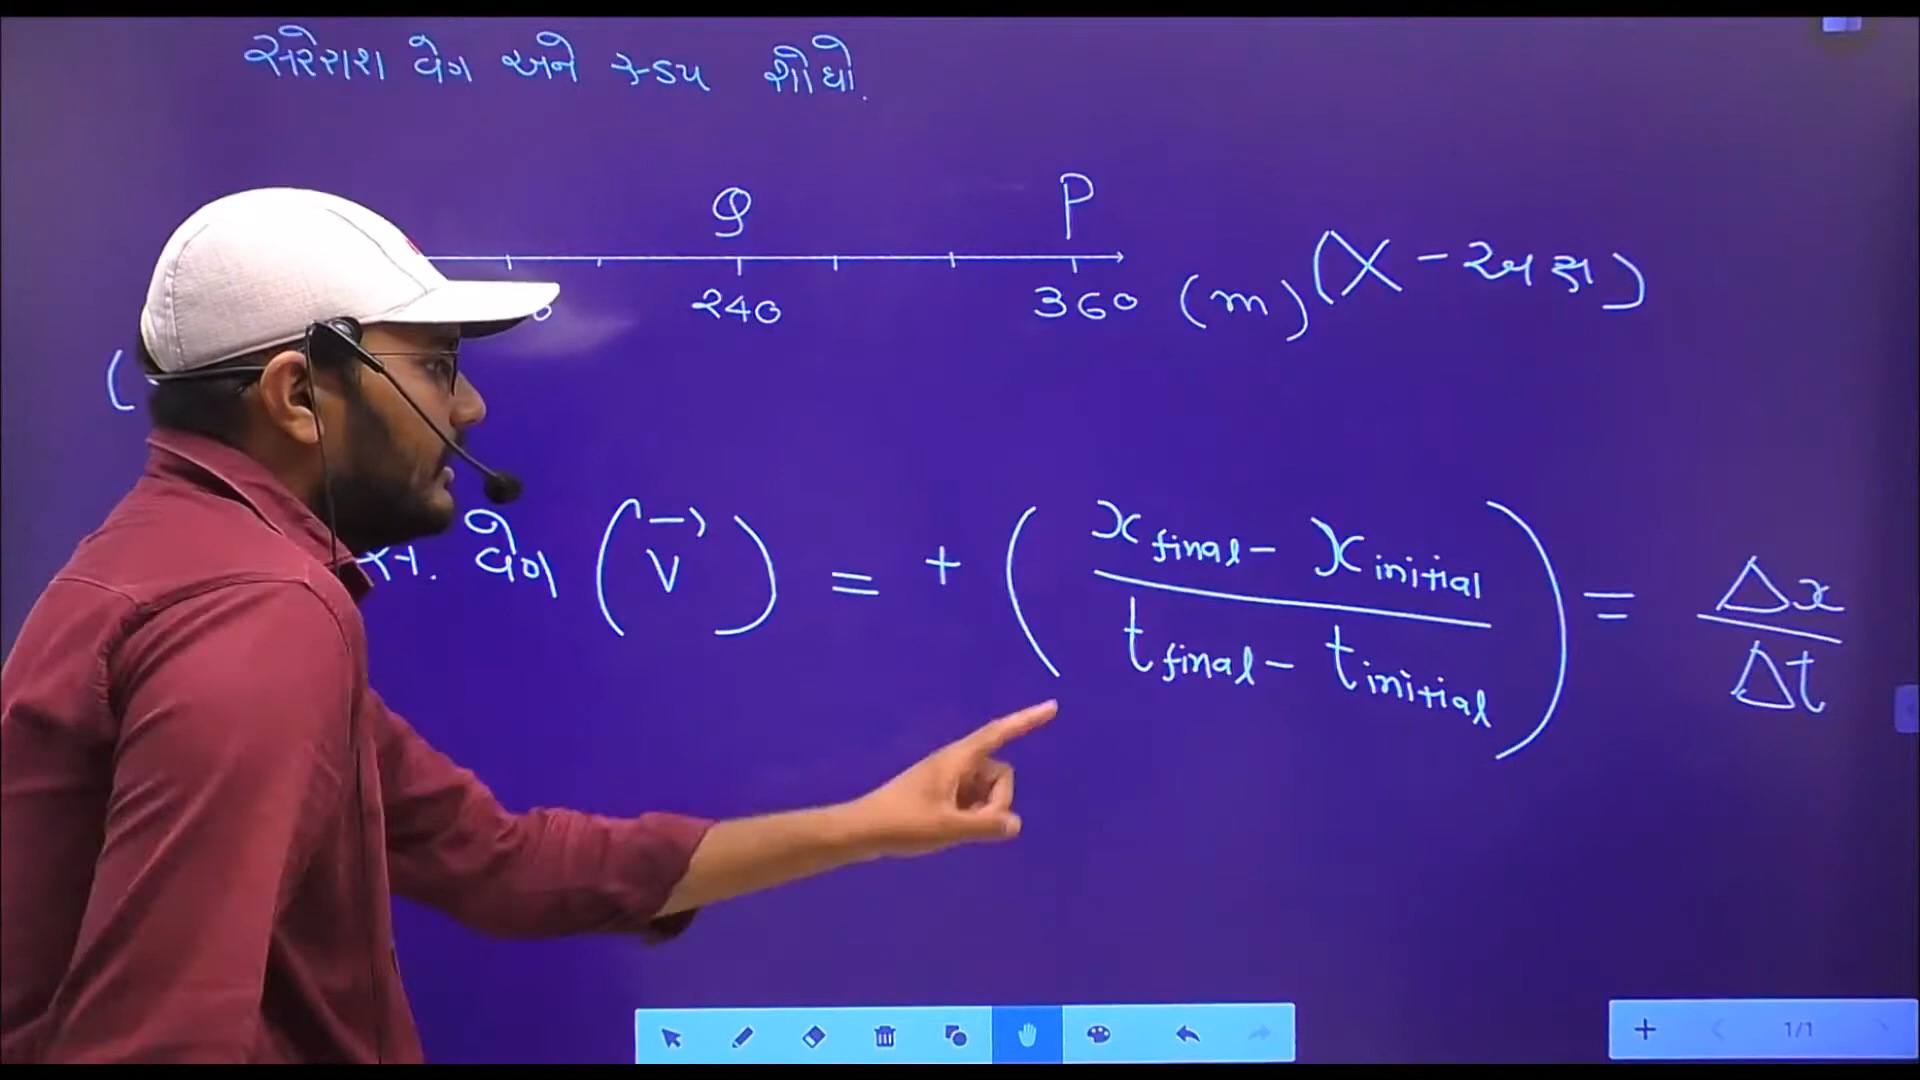 સરેરાશ વેગ અને ઝડપ શોધો.
Q P
240 360 (m) (X - અક્ષ)
વેગ (v⃗) = + (x final - x initial / t final - t initial) = Δx / Δt
1/1